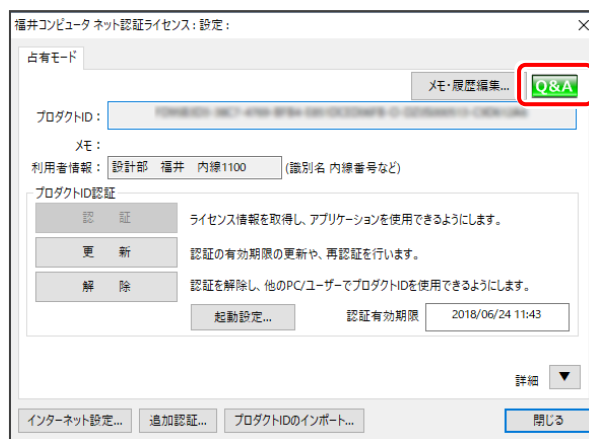 福井コンピュータ ネット認証ライセンス : 設定 :
占有モード
メモ・履歴編集... Q&A
プロダクトID :
メモ :
利用者情報 : 設計部 福井 内線1100 (識別名 内線番号など)
プロダクトID認証
認 証 ライセンス情報を取得し、アプリケーションを使用できるようにします。
更 新 認証の有効期限の更新や、再認証を行います。
解 除 認証を解除し、他のPC/ユーザーでプロダクトIDを使用できるようにします。
起動設定... 認証有効期限 2018/06/24 11:43
詳細 ▼
インターネット設定... 追加認証... プロダクトIDのインポート... 閉じる